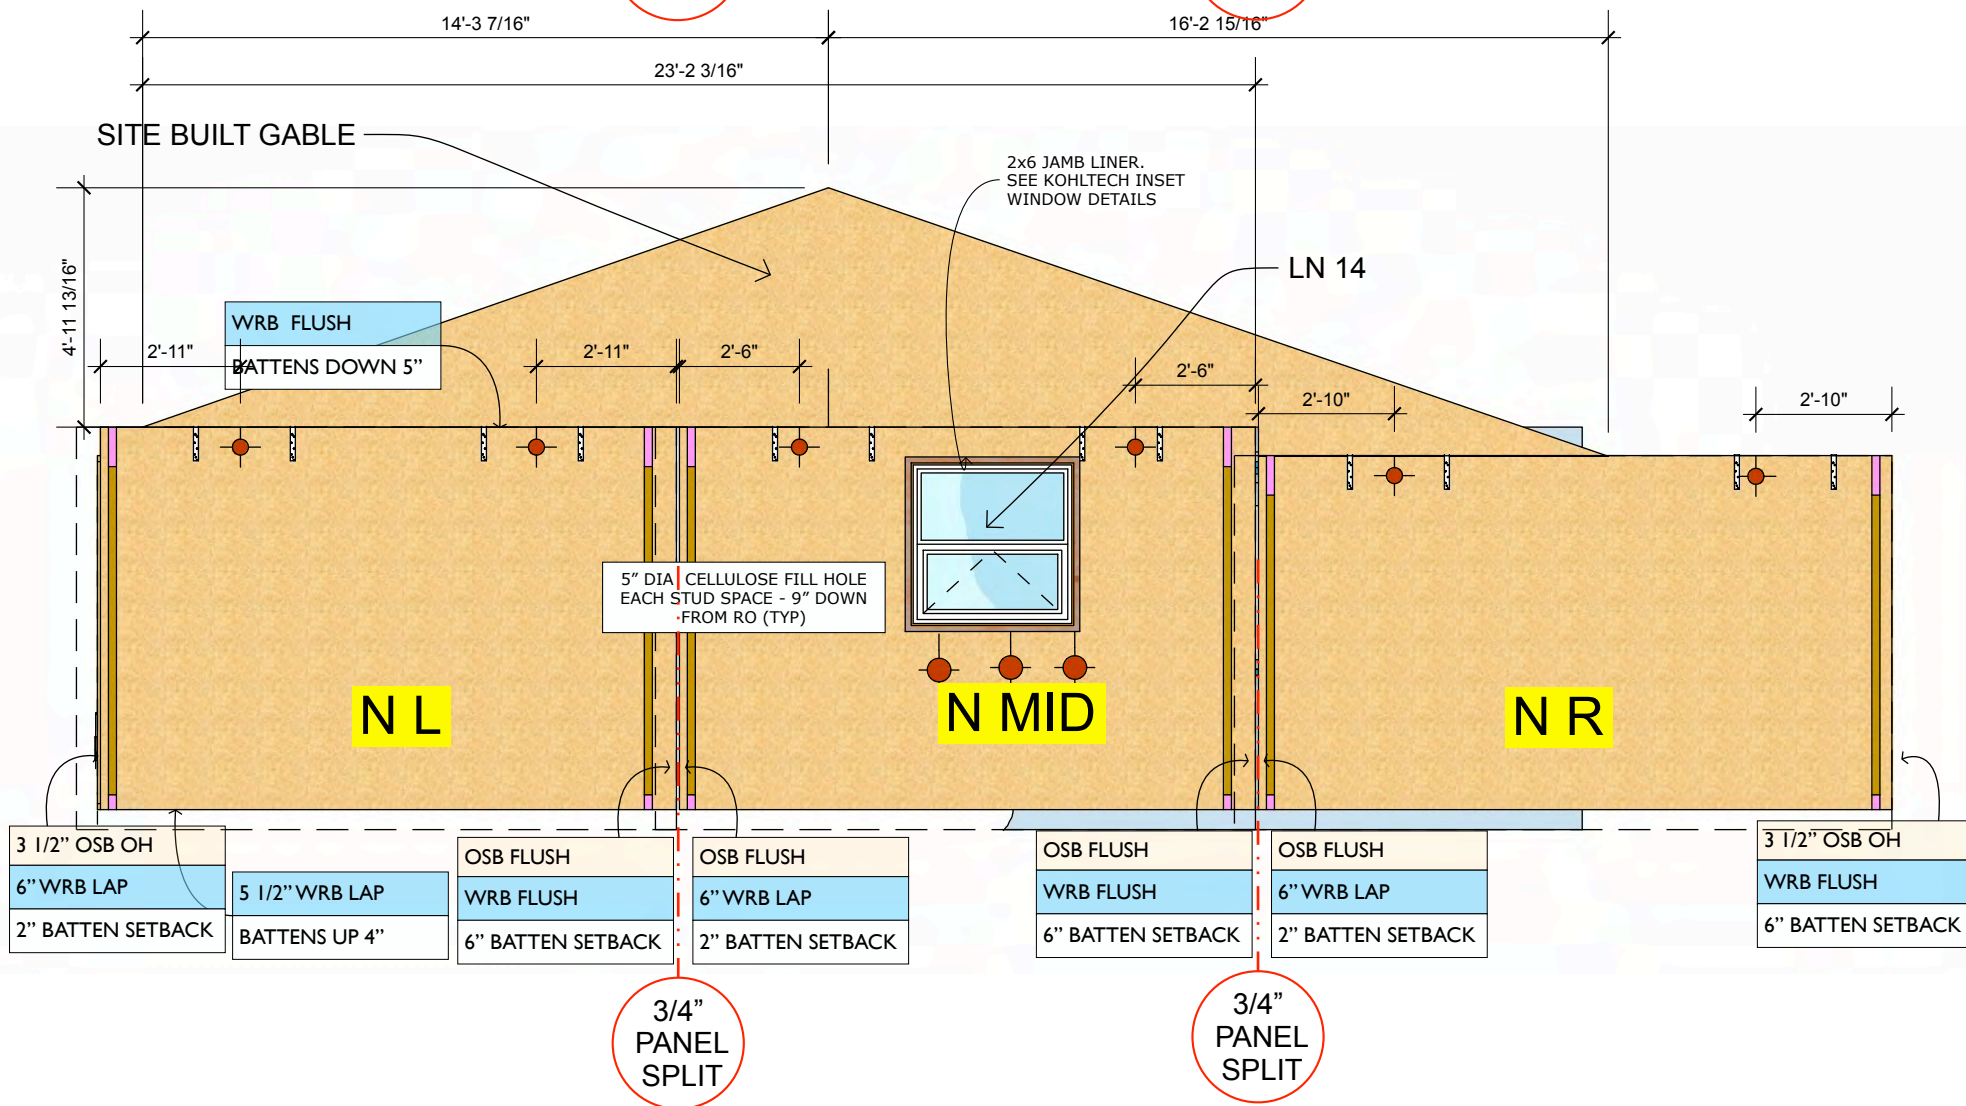 14'-3 7/16"
16'-2 15/16"
23'-2 3/16"
SITE BUILT GABLE
2x6 JAMB LINER.
SEE KOHLTECH INSET
WINDOW DETAILS
LN 14
4'-11 13/16"
WRB FLUSH
BATTENS DOWN 5”
2'-11"
2'-11"
2'-6"
2'-6"
2'-10"
2'-10"
5” DIA CELLULOSE FILL HOLE
EACH STUD SPACE - 9” DOWN
FROM RO (TYP)
N L
N MID
N R
3 1/2” OSB OH
6” WRB LAP
2” BATTEN SETBACK
5 1/2” WRB LAP
BATTENS UP 4”
OSB FLUSH
WRB FLUSH
6” BATTEN SETBACK
OSB FLUSH
6” WRB LAP
2” BATTEN SETBACK
OSB FLUSH
WRB FLUSH
6” BATTEN SETBACK
OSB FLUSH
6” WRB LAP
2” BATTEN SETBACK
3 1/2” OSB OH
WRB FLUSH
6” BATTEN SETBACK
3/4”
PANEL
SPLIT
3/4”
PANEL
SPLIT